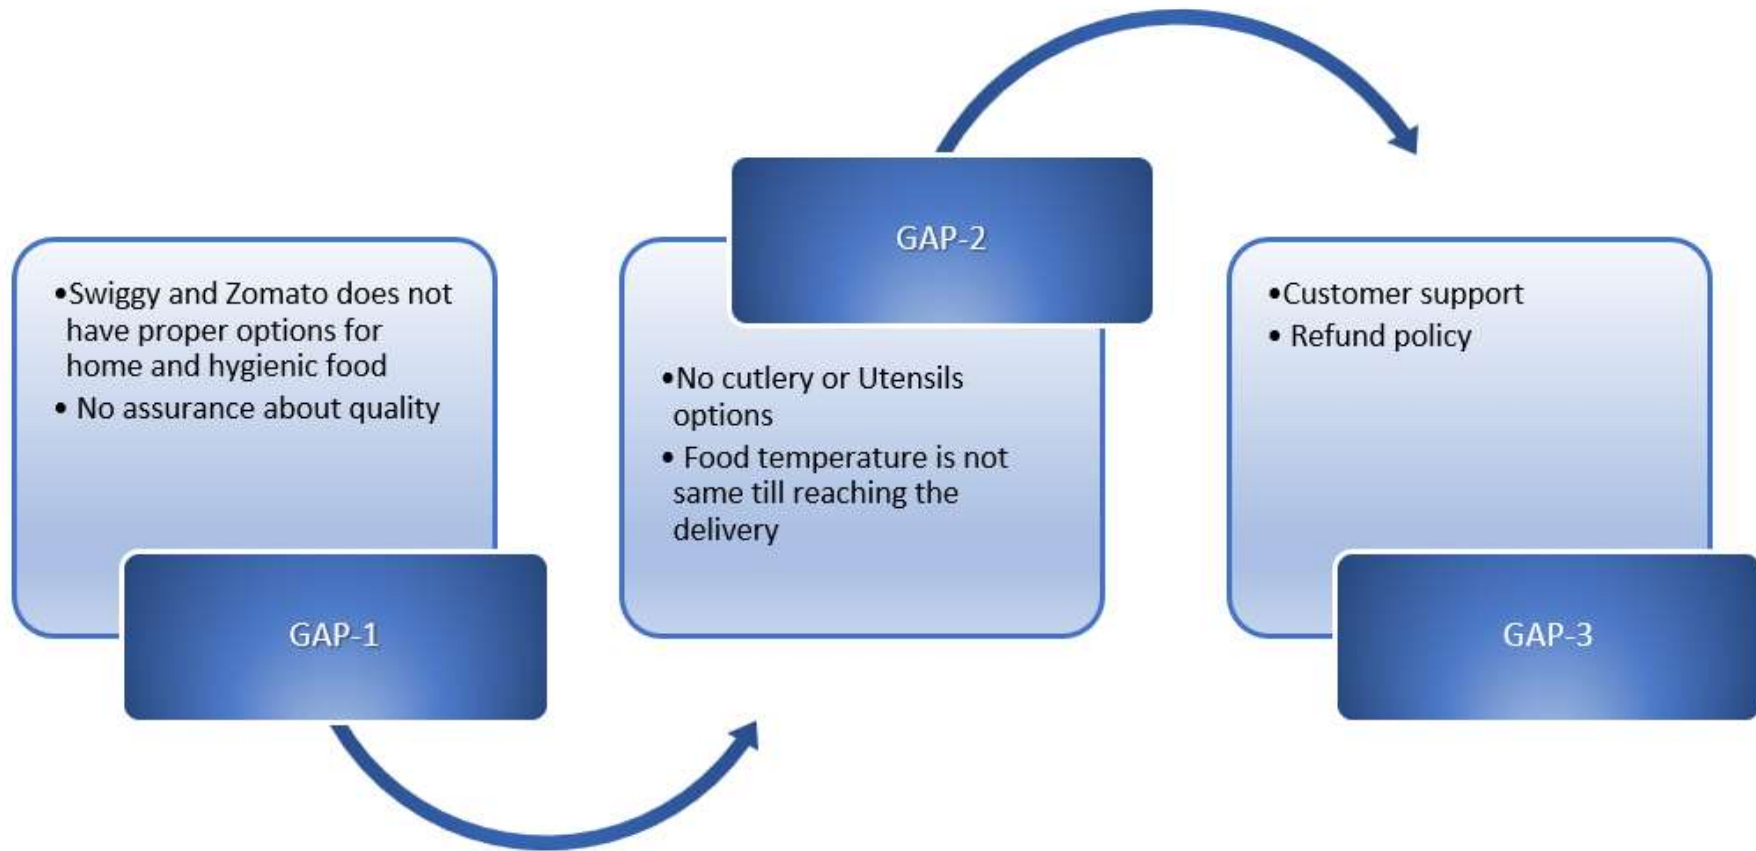 •Swiggy and Zomato does not
have proper options for
home and hygienic food
• No assurance about quality
GAP-1
GAP-2
•No cutlery or Utensils
options
• Food temperature is not
same till reaching the
delivery
•Customer support
• Refund policy
GAP-3